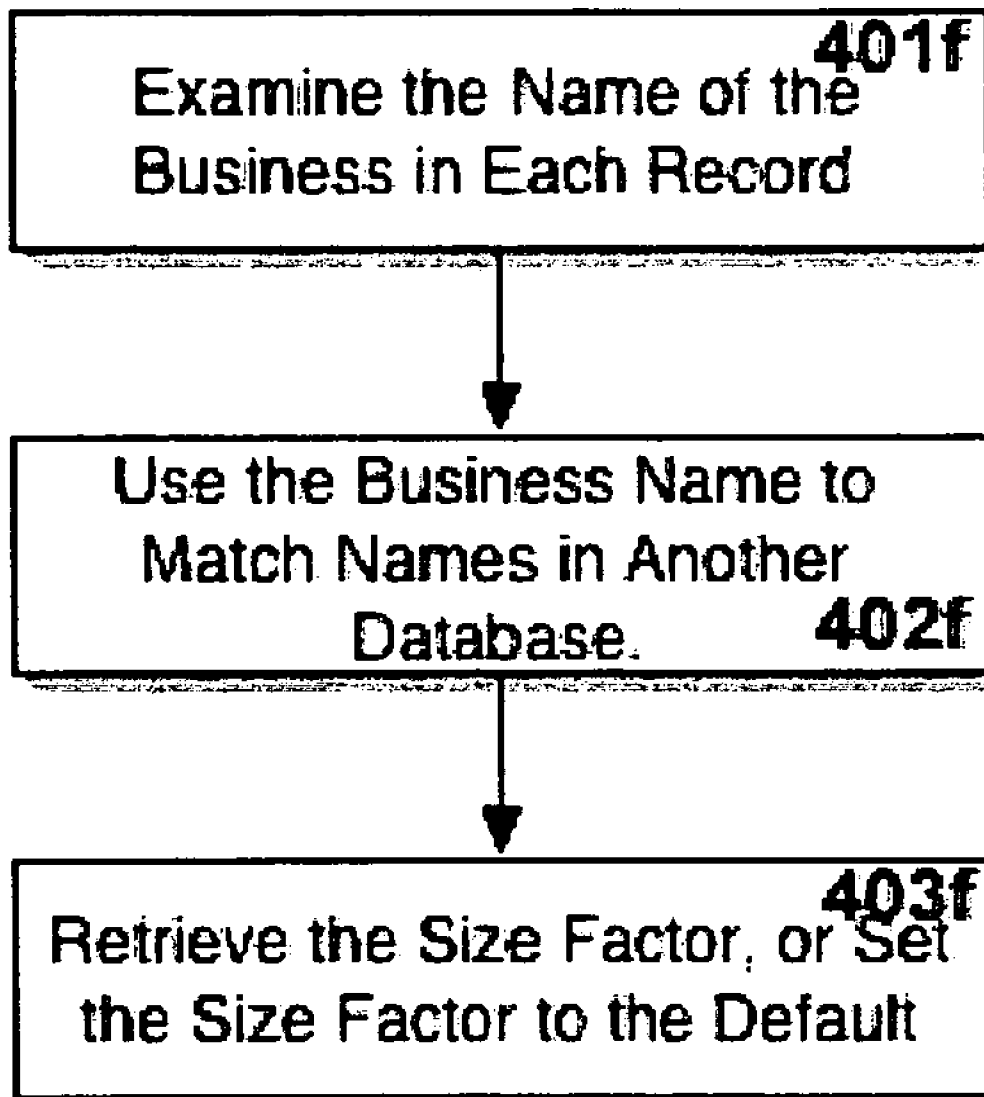 401f
Examine the Name of the
Business in Each Record
Use the Business Name to
Match Names in Another
Database.
402f
403f
Retrieve the Size Factor, or Set
the Size Factor to the Default